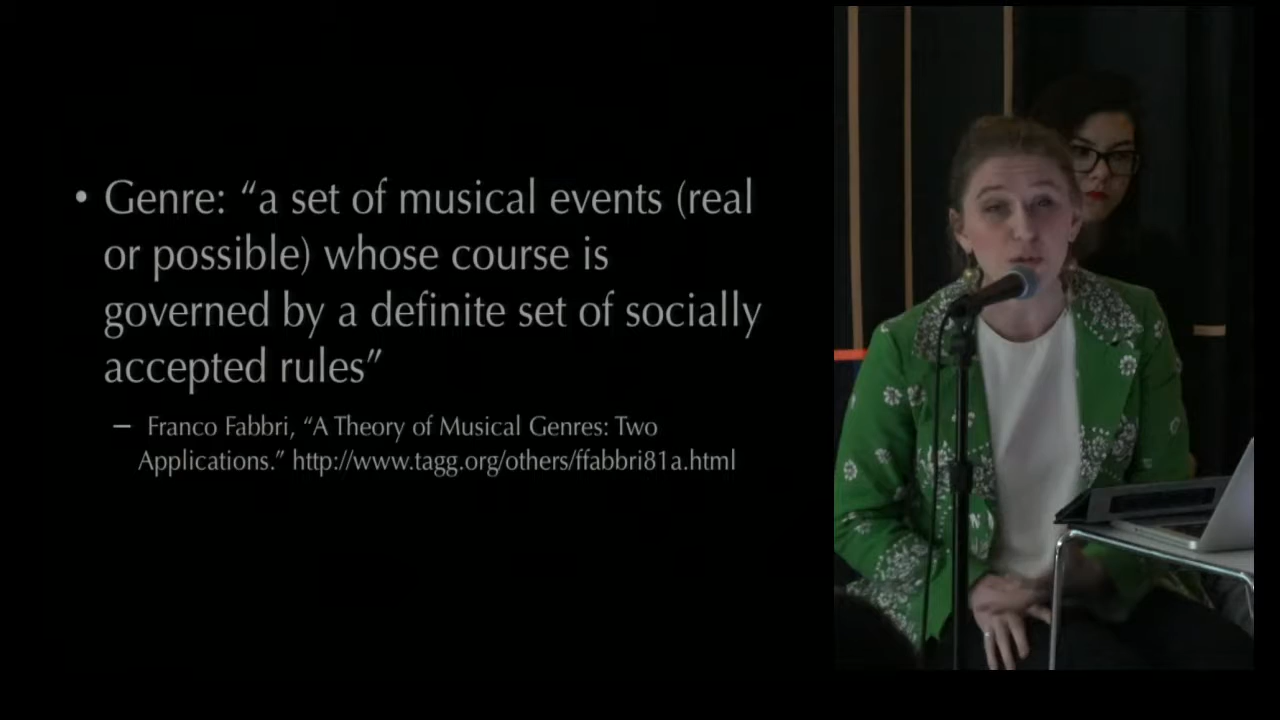 • Genre: “a set of musical events (real
or possible) whose course is
governed by a definite set of socially
accepted rules”
– Franco Fabbri, “A Theory of Musical Genres: Two
Applications.” http://www.tagg.org/others/ffabbri81a.html